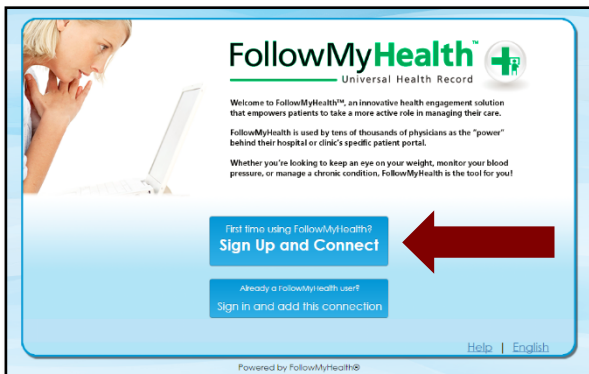 FollowMyHealth™
Universal Health Record
Welcome to FollowMyHealth™, an innovative health engagement solution
that empowers patients to take a more active role in managing their care.
FollowMyHealth is used by tens of thousands of physicians as the "power"
behind their hospital or clinic's specific patient portal.
Whether you're looking to keep an eye on your weight, monitor your blood
pressure, or manage a chronic condition, FollowMyHealth is the tool for you!
First time using FollowMyHealth?
Sign Up and Connect
Already a FollowMyHealth user?
Sign in and add this connection
Help | English
Powered by FollowMyHealth®